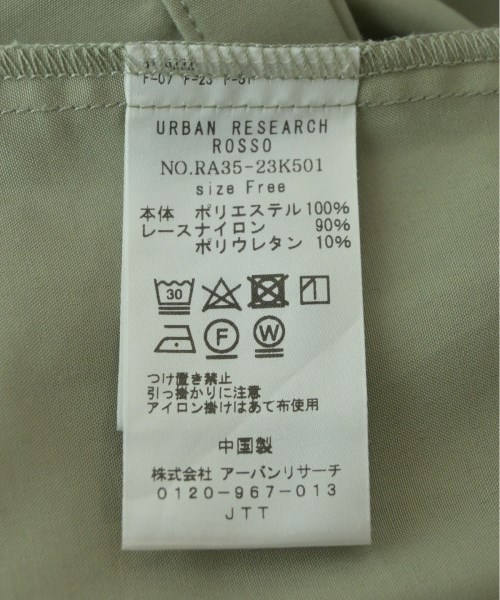 F-07 F-23 F-51
URBAN RESEARCH
ROSSO
NO.RA35-23K501
size Free
本体 ポリエステル100%
レースナイロン 90%
ポリウレタン 10%
30
F W
つけ置き禁止
引っ掛かりに注意
アイロン掛けはあて布使用
中国製
株式会社 アーバンリサーチ
0120-967-013
JTT